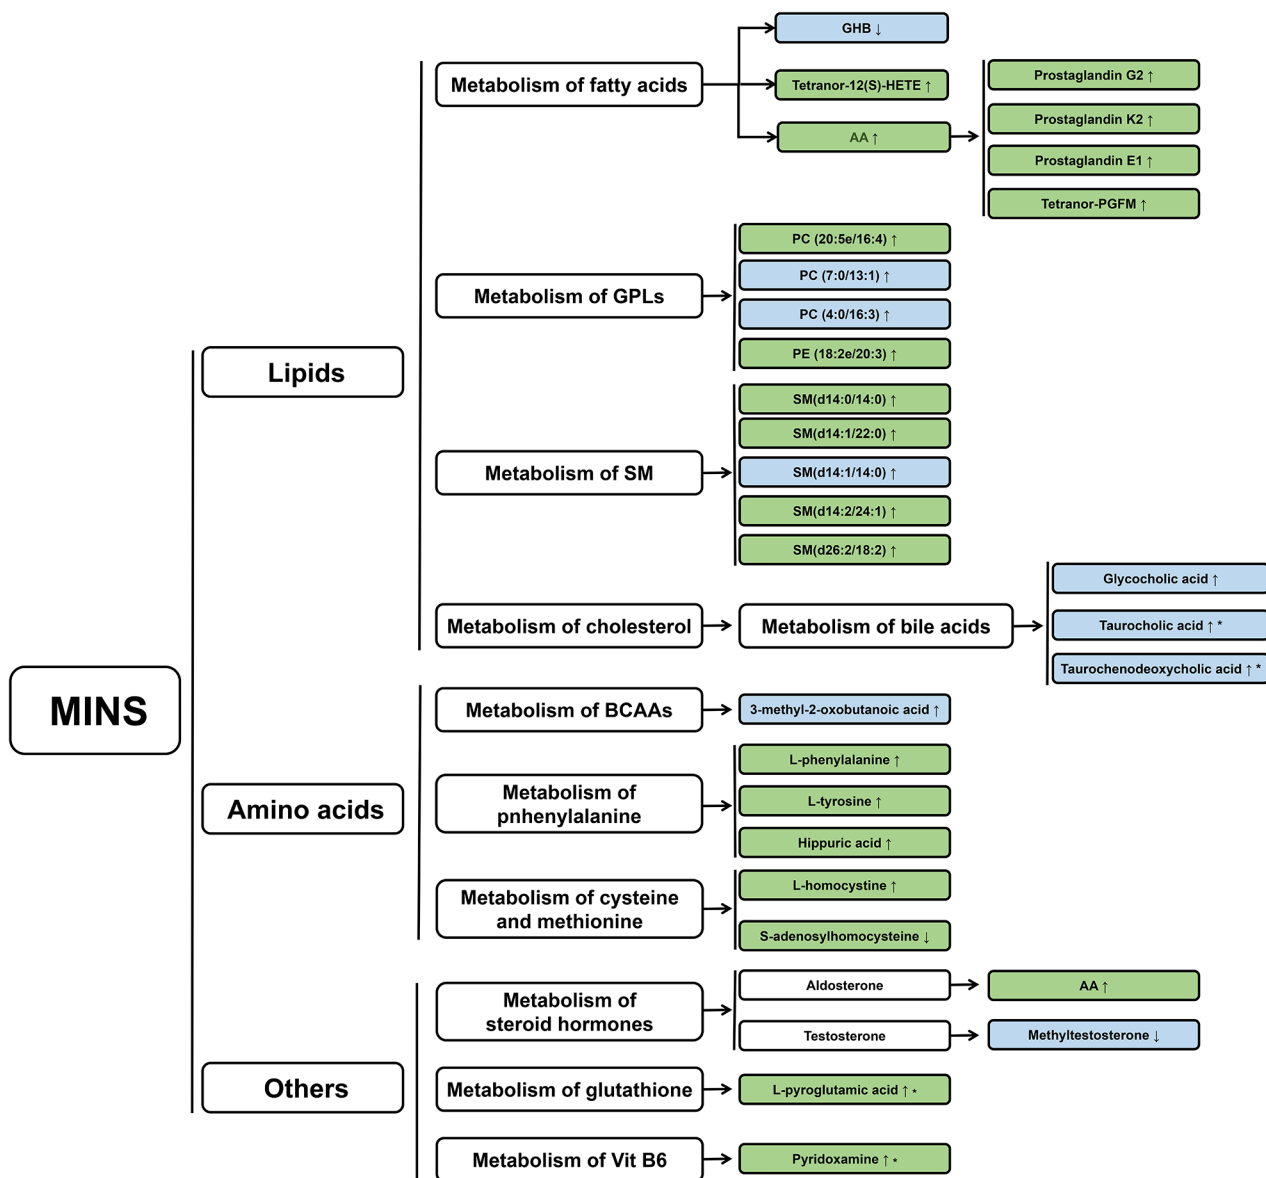 MINS
Lipids
Metabolism of fatty acids
GHB ↓
Tetranor-12(S)-HETE ↑
AA ↑
Prostaglandin G2 ↑
Prostaglandin K2 ↑
Prostaglandin E1 ↑
Tetranor-PGFM ↑
Metabolism of GPLs
PC (20:5e/16:4) ↑
PC (7:0/13:1) ↑
PC (4:0/16:3) ↑
PE (18:2e/20:3) ↑
Metabolism of SM
SM(d14:0/14:0) ↑
SM(d14:1/22:0) ↑
SM(d14:1/14:0) ↑
SM(d14:2/24:1) ↑
SM(d26:2/18:2) ↑
Metabolism of cholesterol
Metabolism of bile acids
Glycocholic acid ↑
Taurocholic acid ↑ *
Taurochenodeoxycholic acid ↑ *
Amino acids
Metabolism of BCAAs
3-methyl-2-oxobutanoic acid ↑
Metabolism of
pnhenylalanine
L-phenylalanine ↑
L-tyrosine ↑
Hippuric acid ↑
Metabolism of cysteine
and methionine
L-homocystine ↑
S-adenosylhomocysteine ↓
Others
Metabolism of
steroid hormones
Aldosterone
AA ↑
Testosterone
Methyltestosterone ↓
Metabolism of glutathione
L-pyroglutamic acid ↑ *
Metabolism of Vit B6
Pyridoxamine ↑ *